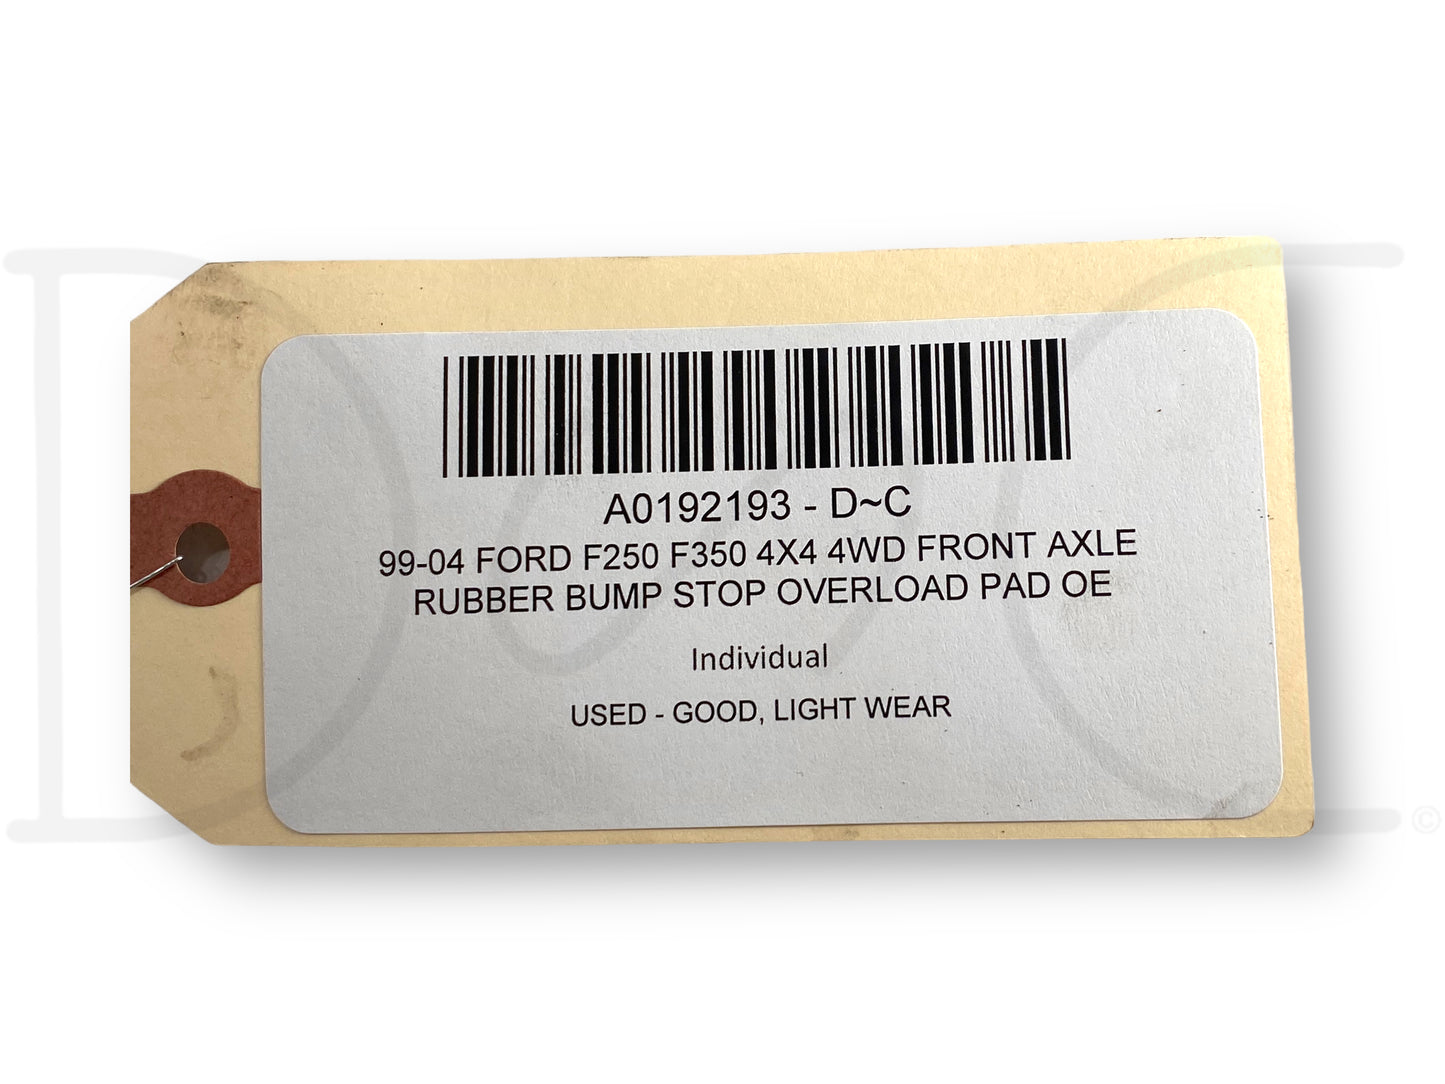 A0192193 - D~C
99-04 FORD F250 F350 4X4 4WD FRONT AXLE
RUBBER BUMP STOP OVERLOAD PAD OE
Individual
USED - GOOD, LIGHT WEAR
©